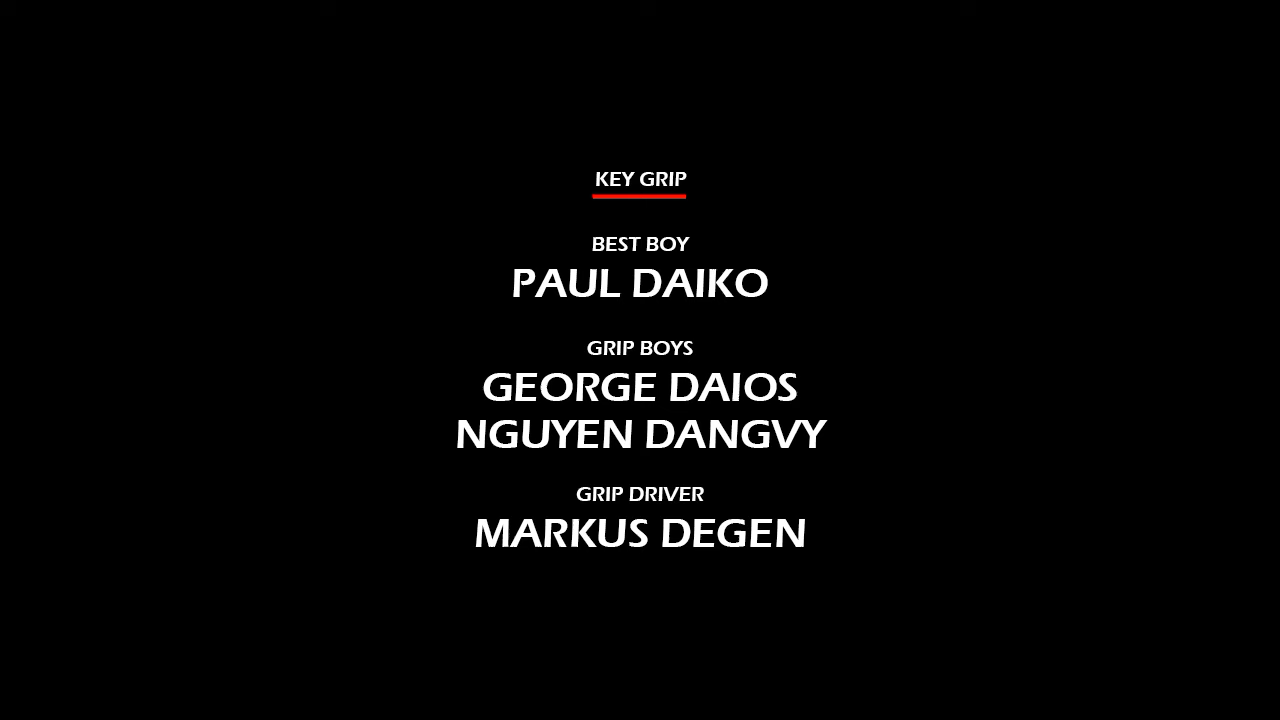 KEY GRIP
BEST BOY
PAUL DAIKO
GRIP BOYS
GEORGE DAIOS
NGUYEN DANGVY
GRIP DRIVER
MARKUS DEGEN